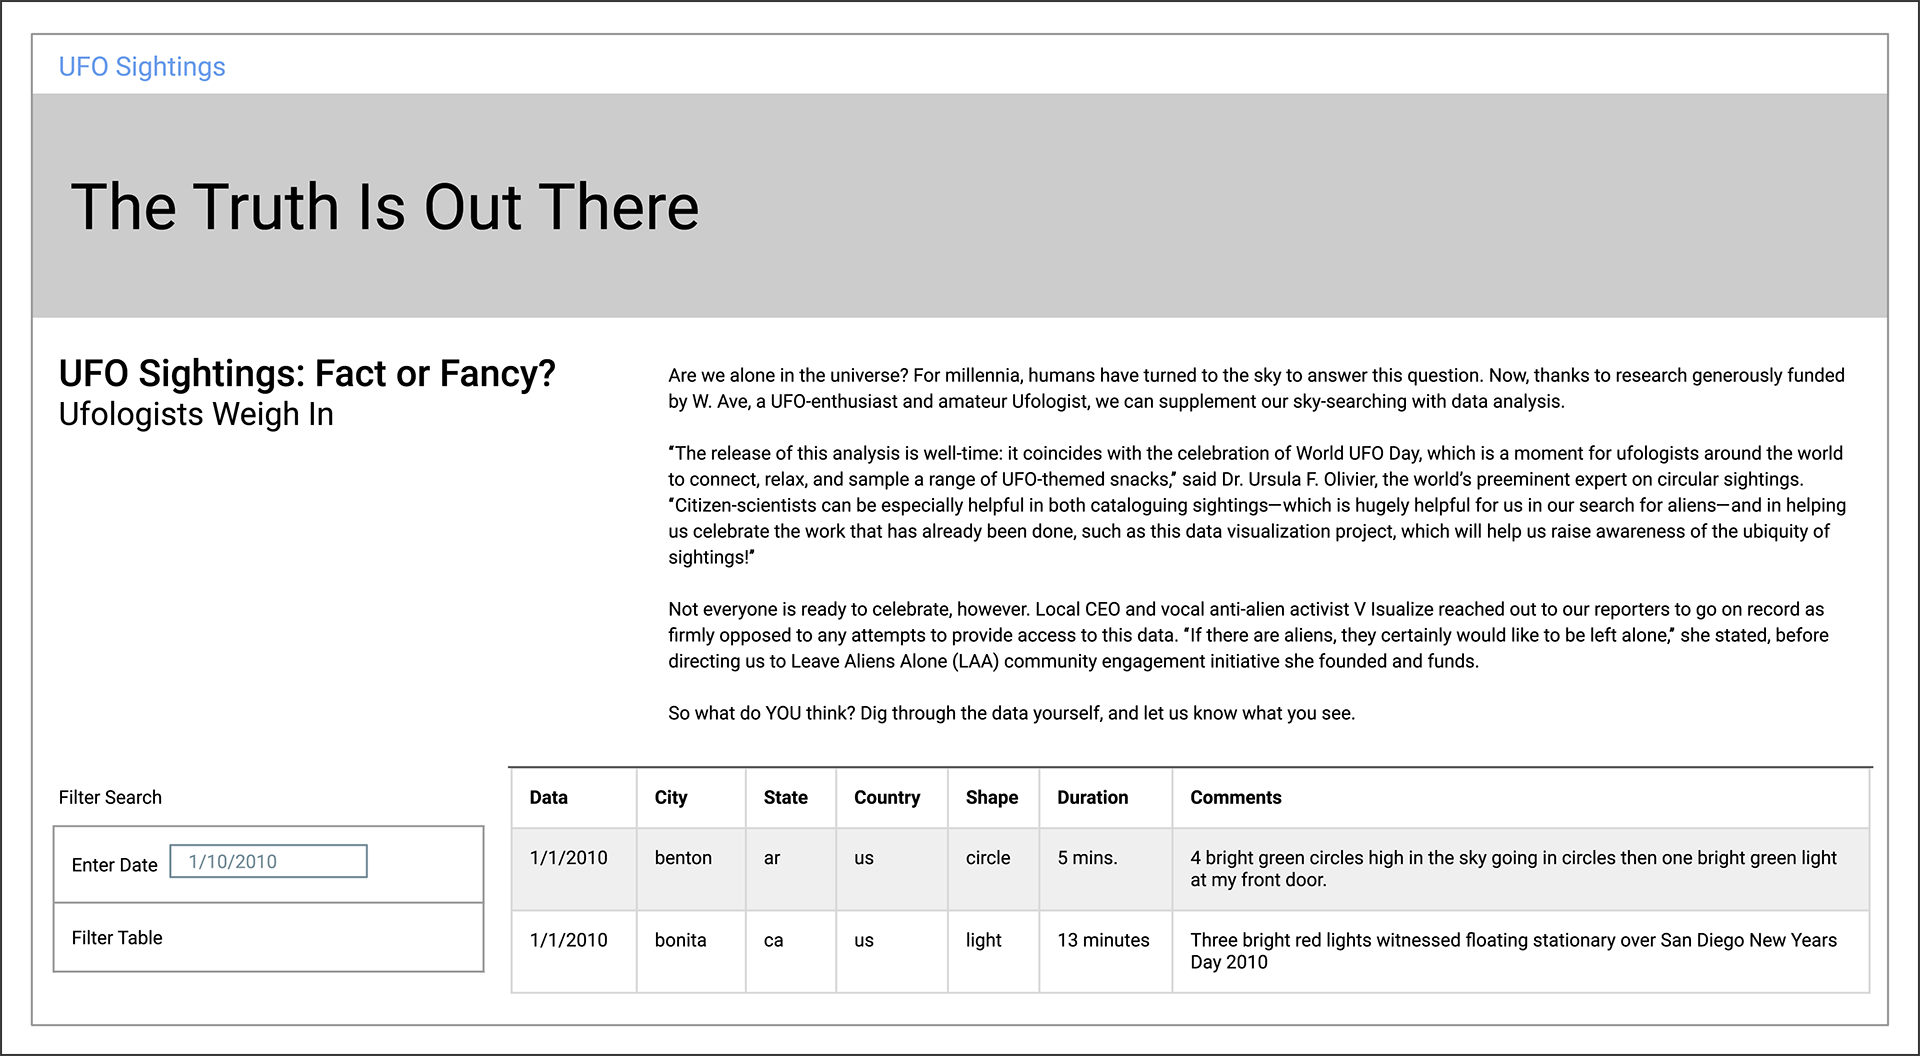 UFO Sightings
The Truth Is Out There
UFO Sightings: Fact or Fancy?
Ufologists Weigh In
Are we alone in the universe? For millennia, humans have turned to the sky to answer this question. Now, thanks to research generously funded
by W. Ave, a UFO-enthusiast and amateur Ufologist, we can supplement our sky-searching with data analysis.
“The release of this analysis is well-time: it coincides with the celebration of World UFO Day, which is a moment for ufologists around the world
to connect, relax, and sample a range of UFO-themed snacks,” said Dr. Ursula F. Olivier, the world’s preeminent expert on circular sightings.
“Citizen-scientists can be especially helpful in both cataloguing sightings—which is hugely helpful for us in our search for aliens—and in helping
us celebrate the work that has already been done, such as this data visualization project, which will help us raise awareness of the ubiquity of
sightings!”
Not everyone is ready to celebrate, however. Local CEO and vocal anti-alien activist V Isualize reached out to our reporters to go on record as
firmly opposed to any attempts to provide access to this data. “If there are aliens, they certainly would like to be left alone,” she stated, before
directing us to Leave Aliens Alone (LAA) community engagement initiative she founded and funds.
So what do YOU think? Dig through the data yourself, and let us know what you see.
Filter Search
Enter Date 1/10/2010
Filter Table
Data City State Country Shape Duration Comments
1/1/2010 benton ar us circle 5 mins. 4 bright green circles high in the sky going in circles then one bright green light
at my front door.
1/1/2010 bonita ca us light 13 minutes Three bright red lights witnessed floating stationary over San Diego New Years
Day 2010